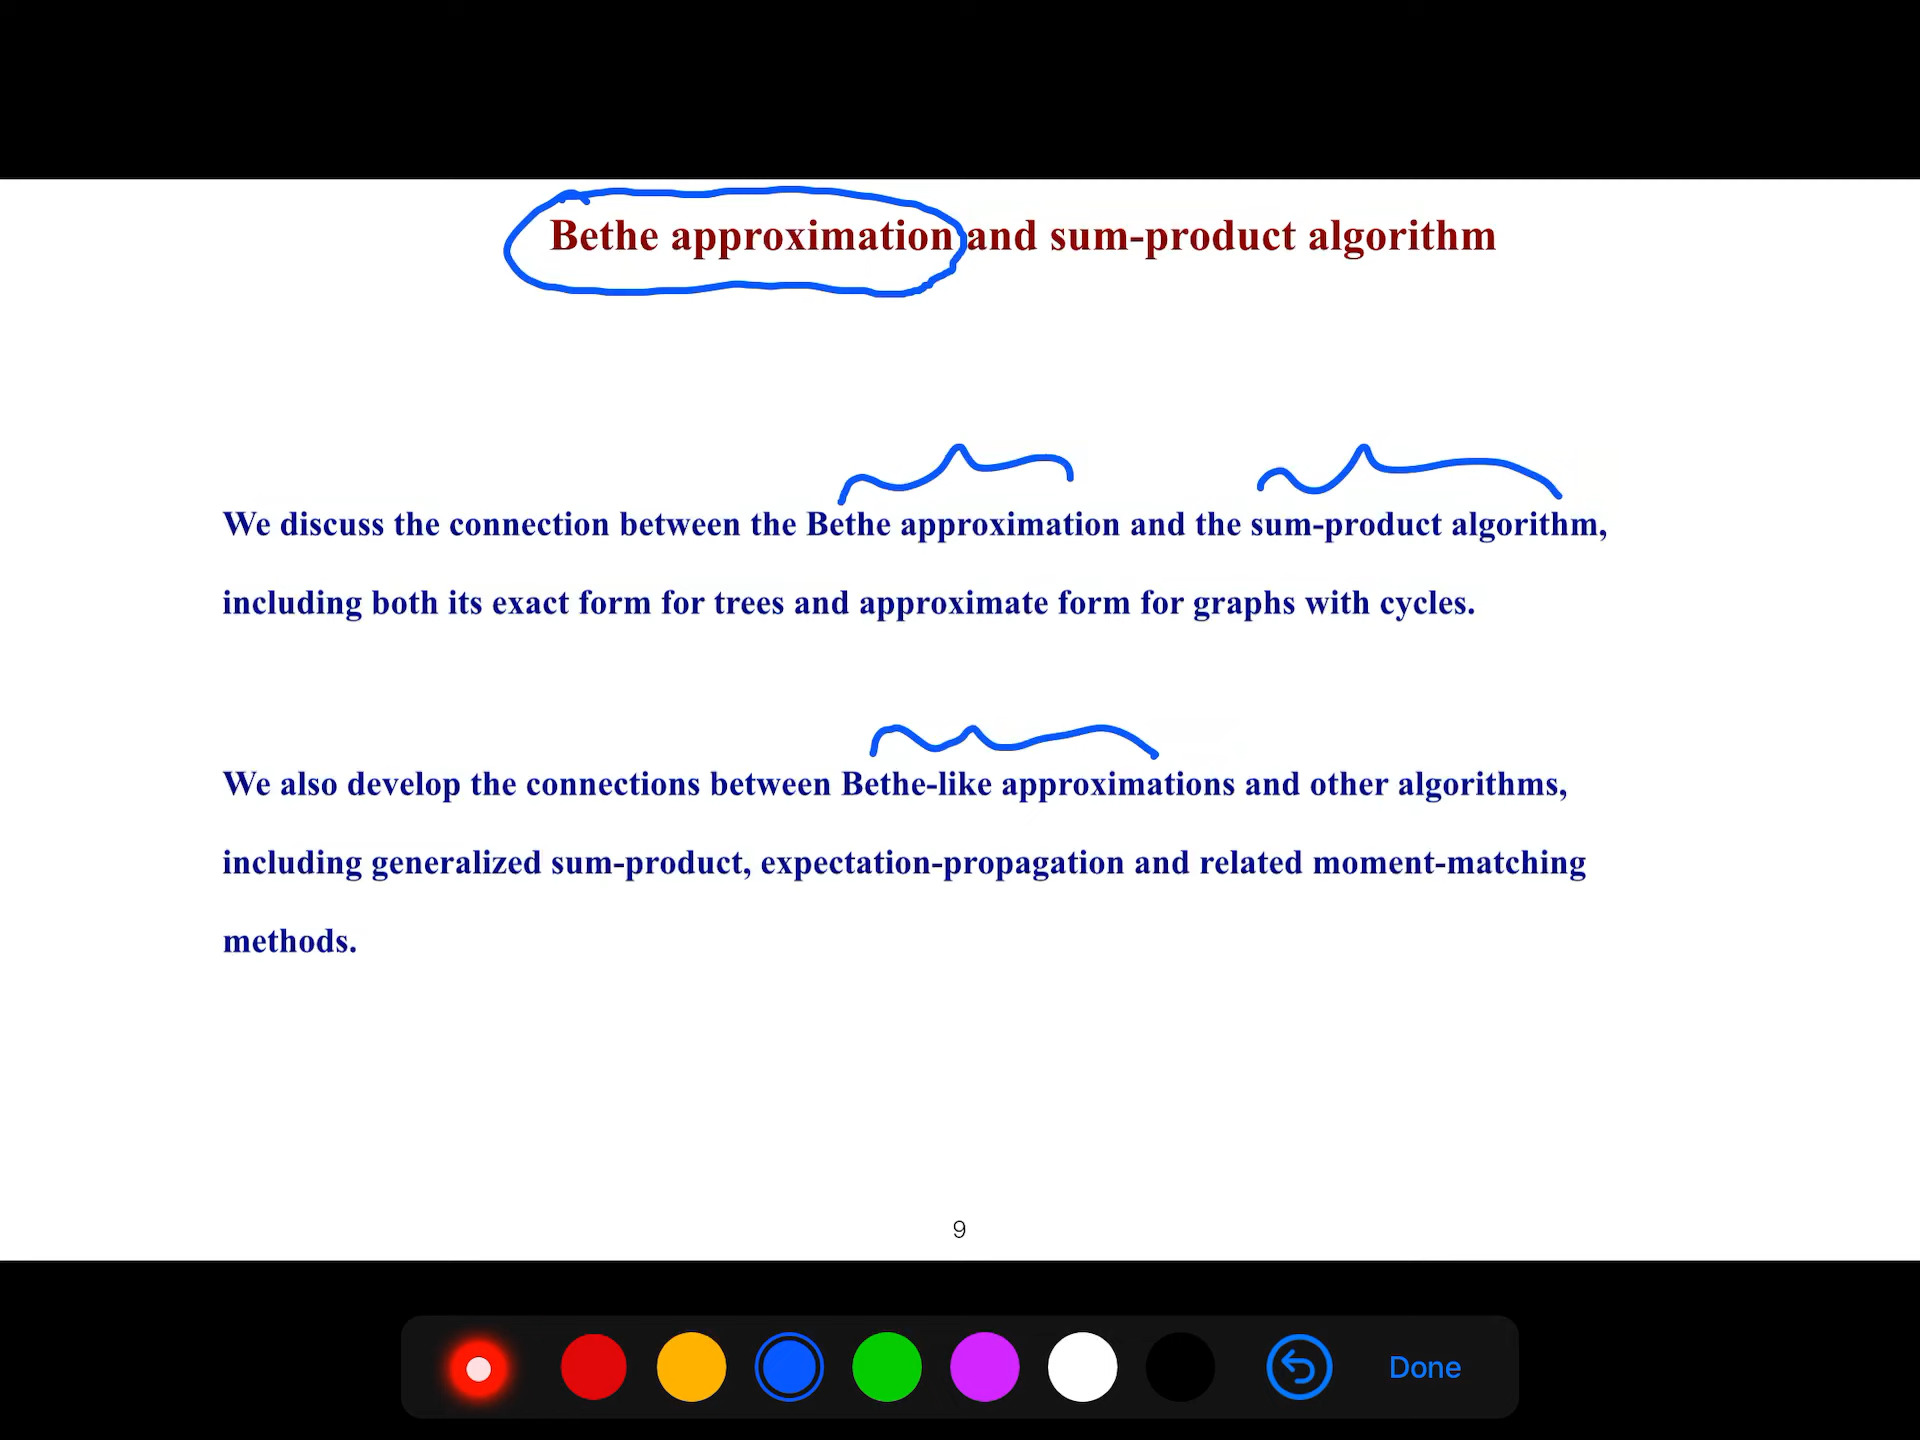 Bethe approximation and sum-product algorithm
We discuss the connection between the Bethe approximation and the sum-product algorithm,
including both its exact form for trees and approximate form for graphs with cycles.
We also develop the connections between Bethe-like approximations and other algorithms,
including generalized sum-product, expectation-propagation and related moment-matching
methods.
9
Done